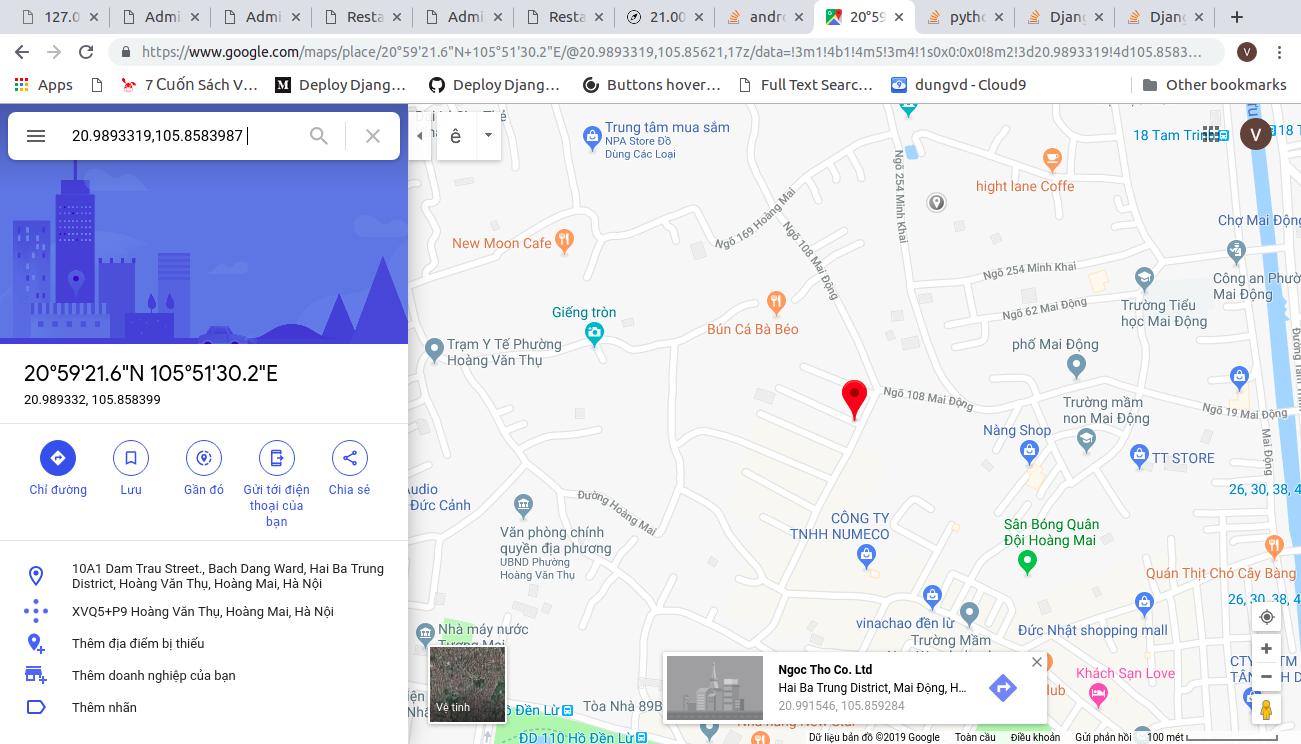 127.0
Admi
Admi
Resta
Admi
Resta
21.00
andro
20°59
pytho
Djang
Djang
https://www.google.com/maps/place/20°59'21.6"N+105°51'30.2"E/@20.9893319,105.85621,17z/data=!3m1!4b1!4m5!3m4!1s0x0:0x0!8m2!3d20.9893319!4d105.8583…
V
Apps
7 Cuốn Sách V…
Deploy Djang…
Deploy Djang…
Buttons hover…
Full Text Searc…
dungvd - Cloud9
Other bookmarks
20.9893319,105.8583987
ê
V
20°59'21.6"N 105°51'30.2"E
20.989332, 105.858399
Chỉ đường
Lưu
Gần đó
Gửi tới điện
thoại của
bạn
Chia sẻ
10A1 Dam Trau Street., Bach Dang Ward, Hai Ba Trung
District, Hoàng Văn Thụ, Hoàng Mai, Hà Nội
XVQ5+P9 Hoàng Văn Thụ, Hoàng Mai, Hà Nội
Thêm địa điểm bị thiếu
Thêm doanh nghiệp của bạn
Thêm nhãn
Trung tâm mua sắm
NPA Store Đồ
Dùng Các Loại
18 Tam Trin
18 T
hight lane Coffe
Ngõ 254 Minh Khai
Ngõ 169 Hoàng Mai
Ngõ 108 Mai Động
New Moon Cafe
Chợ Mai Động
Ngõ 254 Minh Khai
Công an Phườ
Mai Động
Ngõ 62 Mai Động
Trường Tiểu
học Mai Động
Giếng tròn
Bún Cá Bà Béo
Trạm Y Tế Phường
Hoàng Văn Thụ
phố Mai Động
Ngõ 108 Mai Động
Trường mầm
non Mai Động
Ngõ 19 Mai Động
Nàng Shop
TT STORE
Mai Động
udio
Đức Cảnh
26, 30, 38, 4
Đường Hoàng Mai
Văn phòng chính
quyền địa phương
UBND Phường
Hoàng Văn Thụ
CÔNG TY
TNHH NUMECO
Sân Bóng Quân
Đội Hoàng Mai
Quán Thịt Chó Cây Bàng
26, 30, 38, 4
vinachao đền lừ
Trường Mầm
Đức Nhật shopping mall
Nhà máy nước
Tương Mai
Khách Sạn Love
lub
Vệ tinh
Hồ Đền Lừ
Tòa Nhà 89B
ĐD 110 Hồ Đền Lừ
Ngoc Tho Co. Ltd
Hai Ba Trung District, Mai Động, H…
20.991546, 105.859284
Dữ liệu bản đồ ©2019 Google
Toàn cầu
Điều khoản
Gửi phản hồi
100 mét